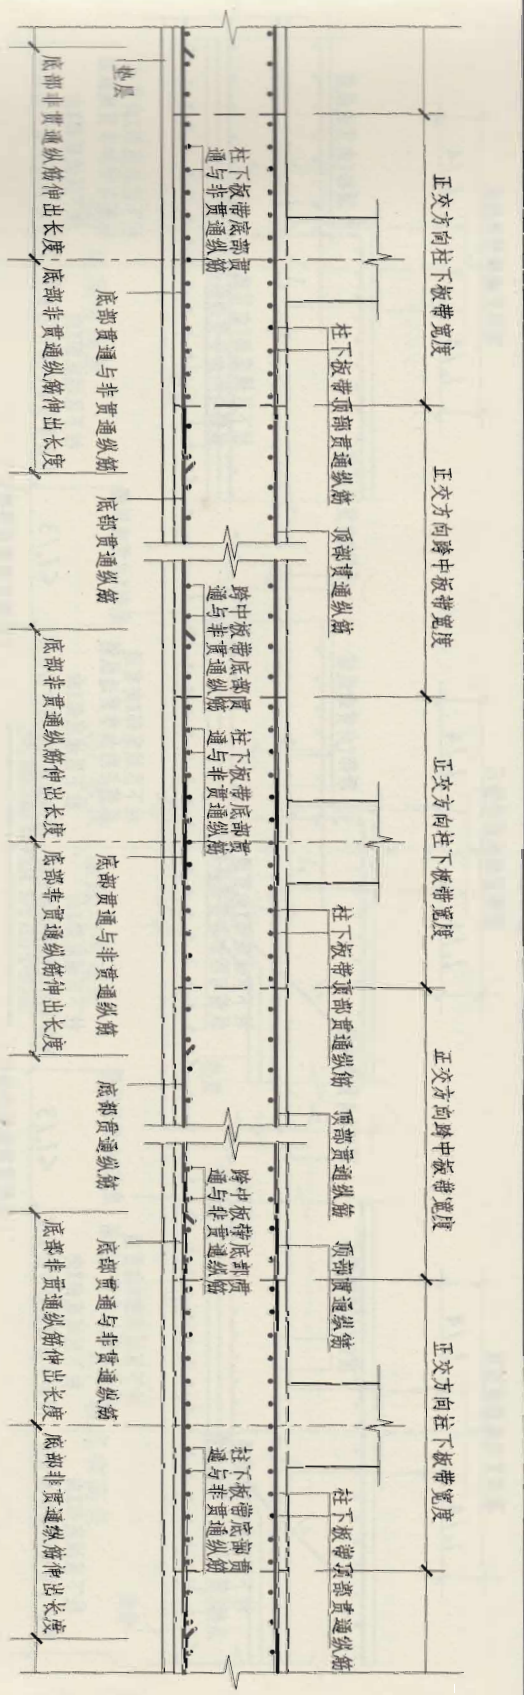 正交方向柱下板带宽度
正交方向跨中板带宽度
正交方向柱下板带宽度
正交方向跨中板带宽度
正交方向柱下板带宽度
柱下板带顶部贯通纵筋
顶部贯通纵筋
柱下板带顶部贯通纵筋
顶部贯通纵筋
顶部贯通纵筋
柱下板带顶部贯通纵筋
柱下板带底部贯
通与非贯通纵筋
跨中板带底部贯
通与非贯通纵筋
柱下板带底部贯
通与非贯通纵筋
跨中板带底部贯
通与非贯通纵筋
柱下板带底部贯
通与非贯通纵筋
垫层
底部贯通与非贯通纵筋
底部贯通纵筋
底部贯通与非贯通纵筋
底部贯通纵筋
底部贯通与非贯通纵筋
底部非贯通纵筋伸出长度
底部非贯通纵筋伸出长度
底部非贯通纵筋伸出长度
底部非贯通纵筋伸出长度
底部非贯通纵筋伸出长度
底部非贯通纵筋伸出长度